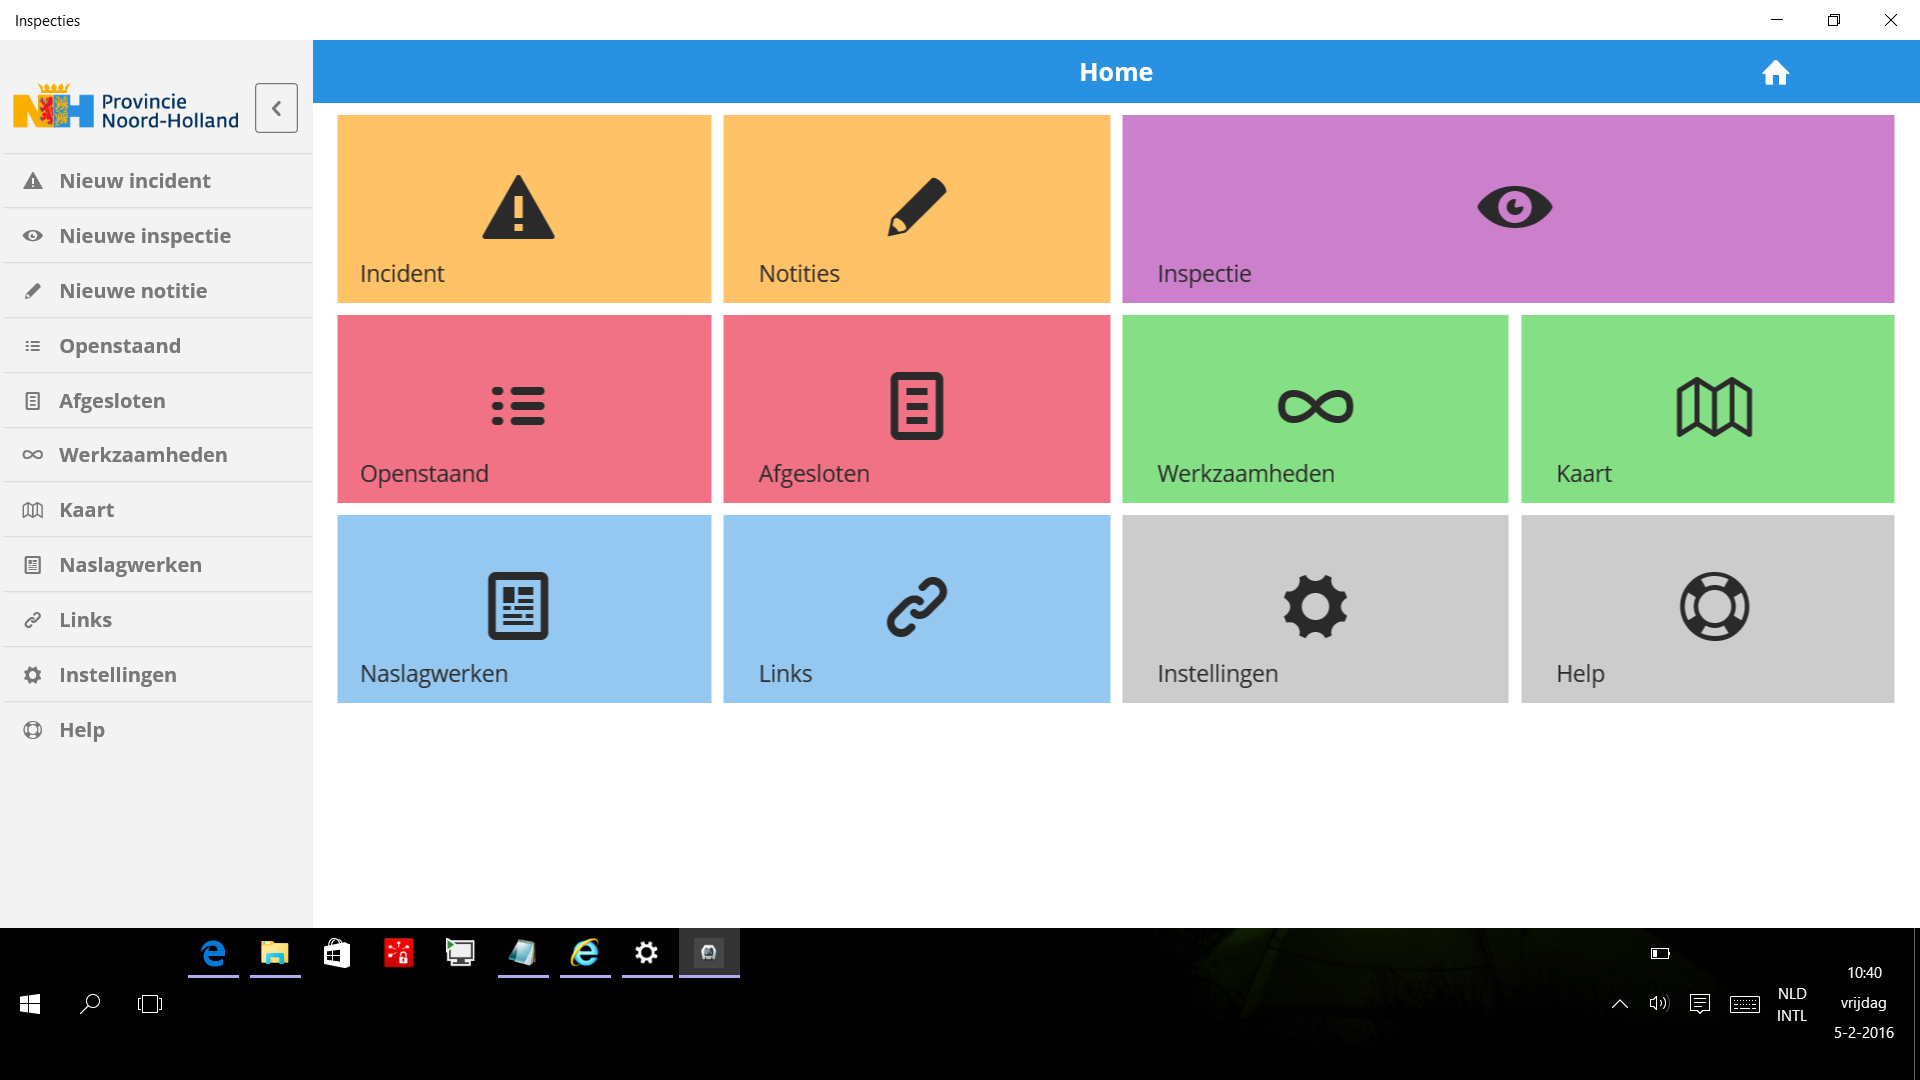 Inspecties
Provincie
Noord-Holland
Nieuw incident
Nieuwe inspectie
Nieuwe notitie
Openstaand
Afgesloten
Werkzaamheden
Kaart
Naslagwerken
Links
Instellingen
Help
Home
Incident
Notities
Inspectie
Openstaand
Afgesloten
Werkzaamheden
Kaart
Naslagwerken
Links
Instellingen
Help
NLD
INTL
10:40
vrijdag
5-2-2016